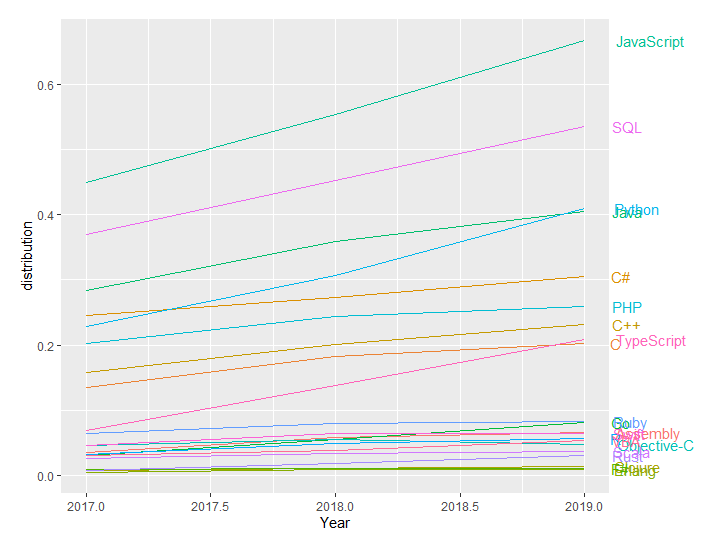 JavaScript
0.6
SQL
Python
Java
0.4
distribution
C#
PHP
C++
TypeScript
C
0.2
Ruby
Go
Assembly
Objective-C
Scala
Rust
Clojure
Erlang
0.0
2017.0
2017.5
2018.0
2018.5
2019.0
Year